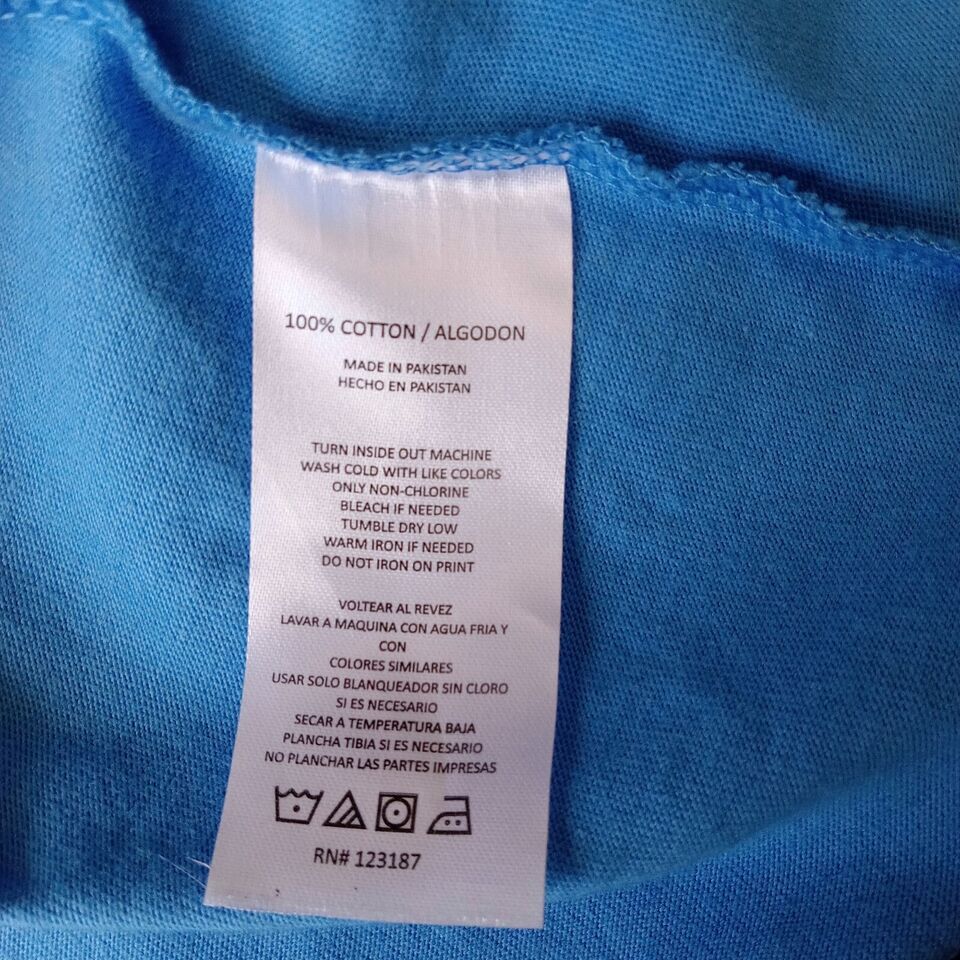 100% COTTON / ALGODON
MADE IN PAKISTAN
HECHO EN PAKISTAN
TURN INSIDE OUT MACHINE
WASH COLD WITH LIKE COLORS
ONLY NON-CHLORINE
BLEACH IF NEEDED
TUMBLE DRY LOW
WARM IRON IF NEEDED
DO NOT IRON ON PRINT
VOLTEAR AL REVEZ
LAVAR A MAQUINA CON AGUA FRIA Y
CON
COLORES SIMILARES
USAR SOLO BLANQUEADOR SIN CLORO
SI ES NECESARIO
SECAR A TEMPERATURA BAJA
PLANCHA TIBIA SI ES NECESARIO
NO PLANCHAR LAS PARTES IMPRESAS
RN# 123187